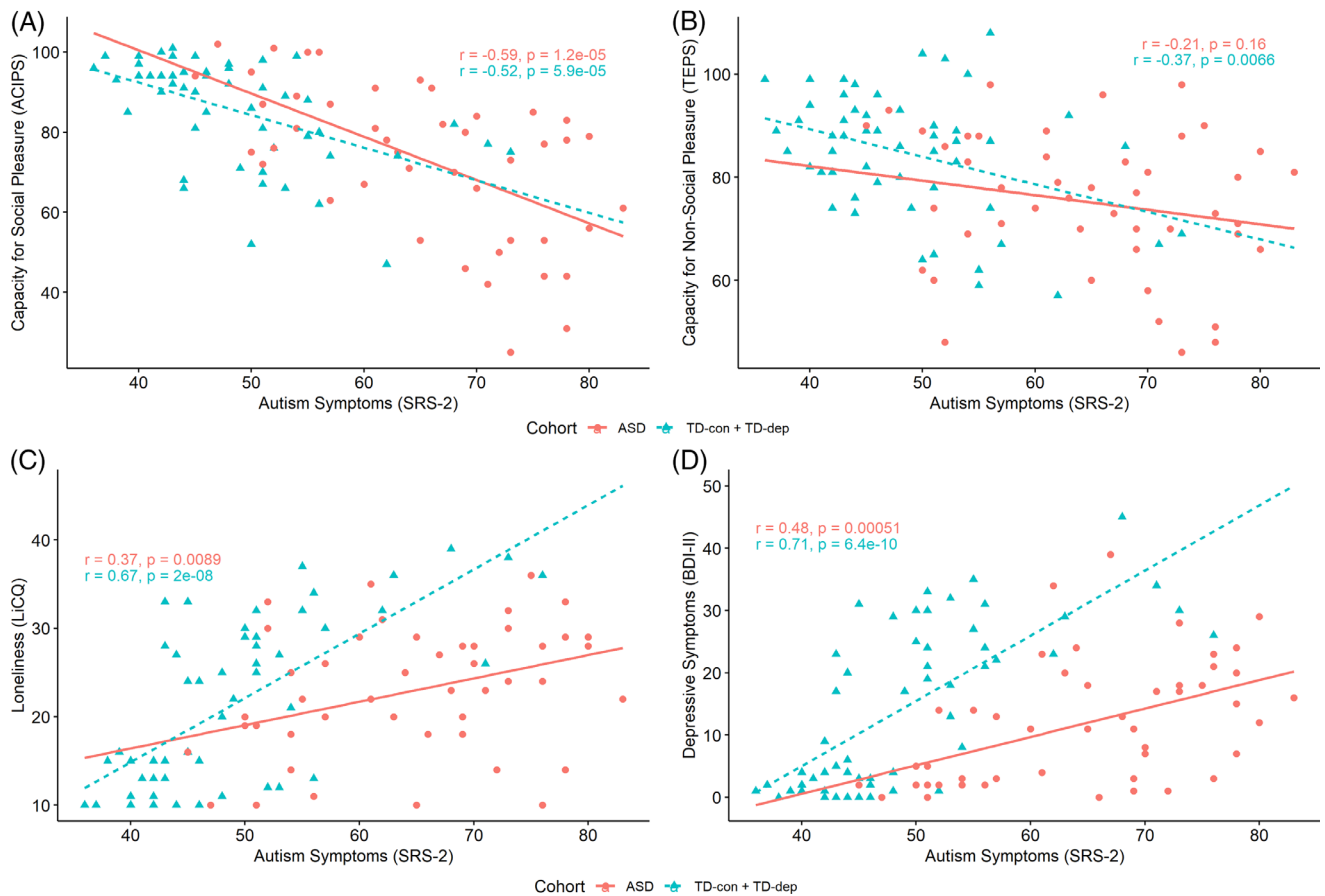 (A)
Capacity for Social Pleasure (ACIPS)
100
80
60
40
r = -0.59, p = 1.2e-05
r = -0.52, p = 5.9e-05
40 50 60 70 80
Autism Symptoms (SRS-2)
(B)
Capacity for Non-Social Pleasure (TEPS)
100
80
60
r = -0.21, p = 0.16
r = -0.37, p = 0.0066
40 50 60 70 80
Autism Symptoms (SRS-2)
Cohort a ASD a TD-con + TD-dep
(C)
Loneliness (LiCQ)
40
30
20
10
r = 0.37, p = 0.0089
r = 0.67, p = 2e-08
40 50 60 70 80
Autism Symptoms (SRS-2)
(D)
Depressive Symptoms (BDI-II)
50
40
30
20
10
0
r = 0.48, p = 0.00051
r = 0.71, p = 6.4e-10
40 50 60 70 80
Autism Symptoms (SRS-2)
Cohort a ASD a TD-con + TD-dep